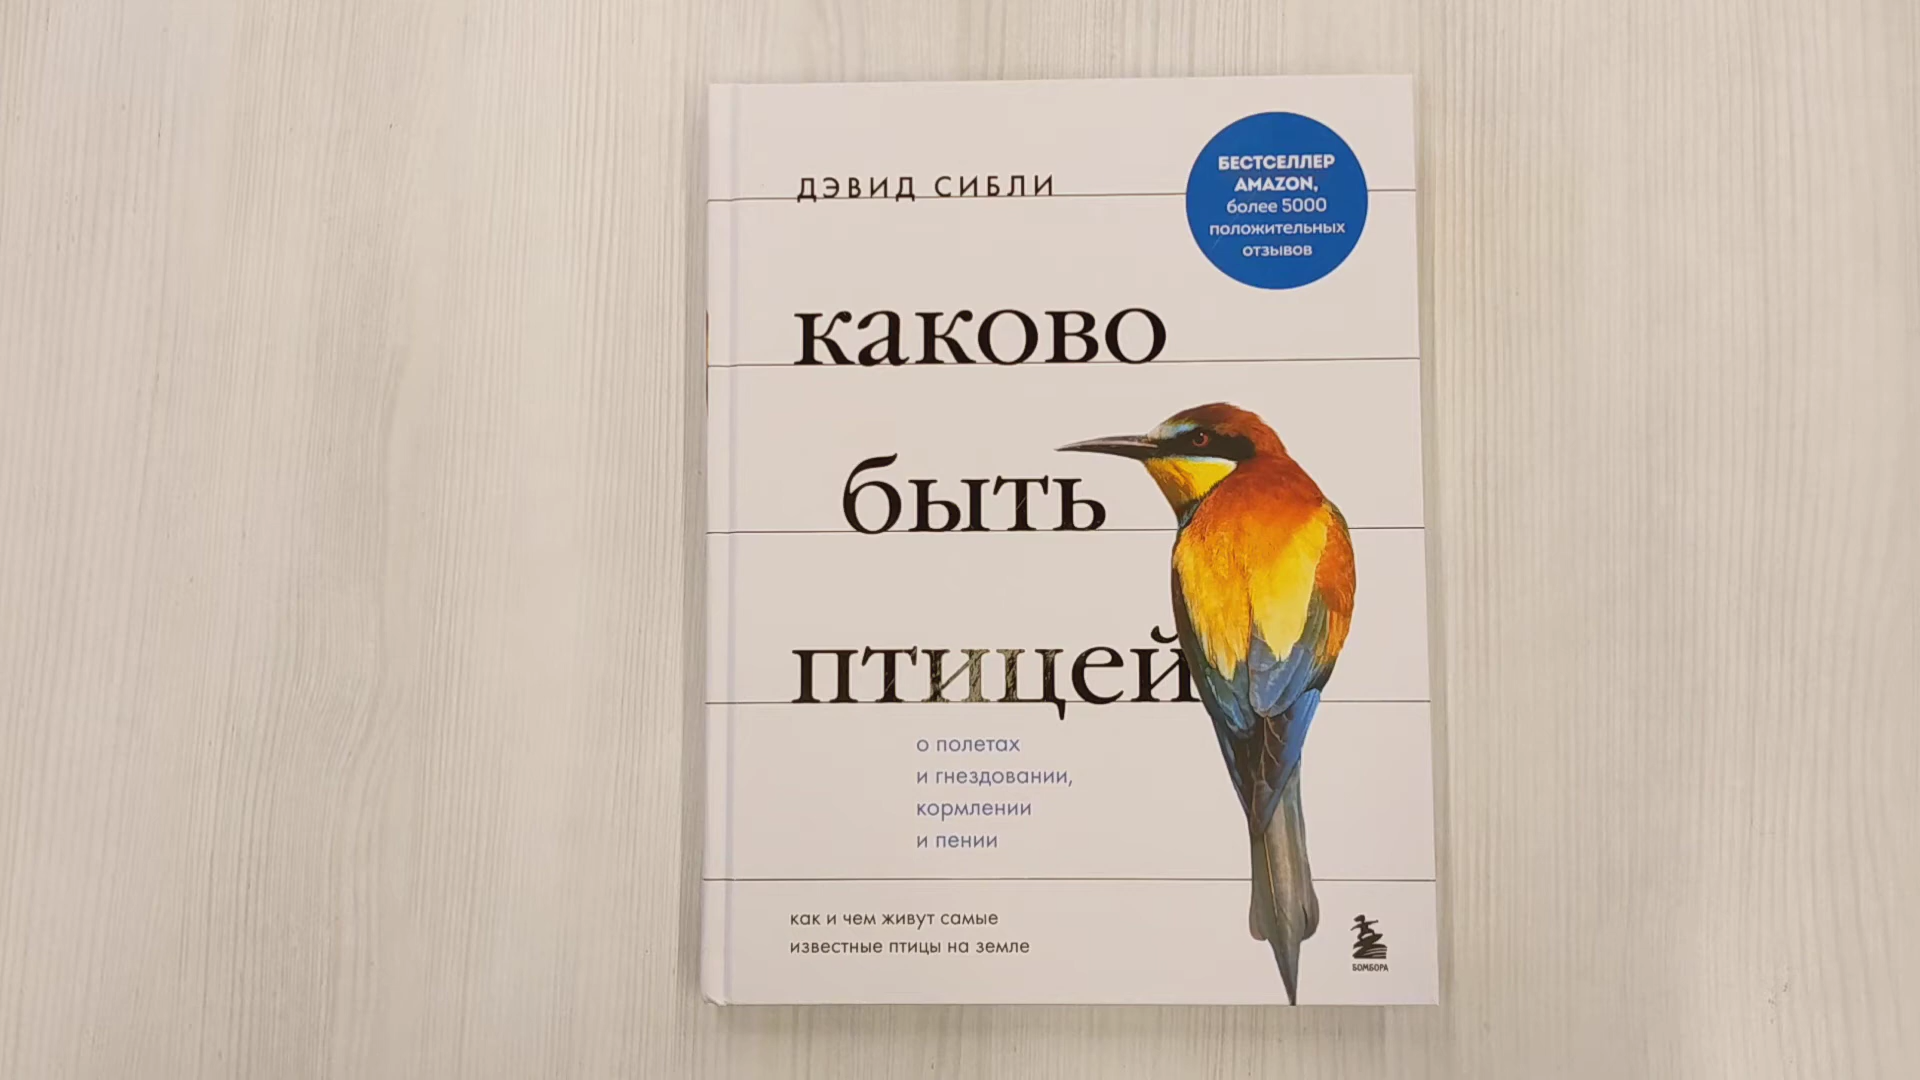 ДЭВИД СИБЛИ
БЕСТСЕЛЛЕР
AMAZON,
более 5000
положительных
отзывов
каково
быть
птицей
о полетах
и гнездовании,
кормлении
и пении
как и чем живут самые
известные птицы на земле
БОМБОРА